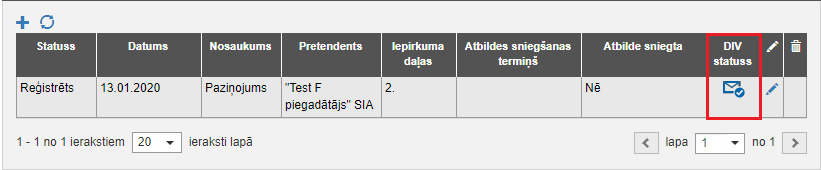 Statuss Datums Nosaukums Pretendents Iepirkuma daļas Atbildes sniegšanas termiņš Atbilde sniegta DIV statuss
Reģistrēts 13.01.2020 Paziņojums "Test F piegādātājs" SIA 2. Nē
1 - 1 no 1 ierakstiem 20 ieraksti lapā lapa 1 no 1